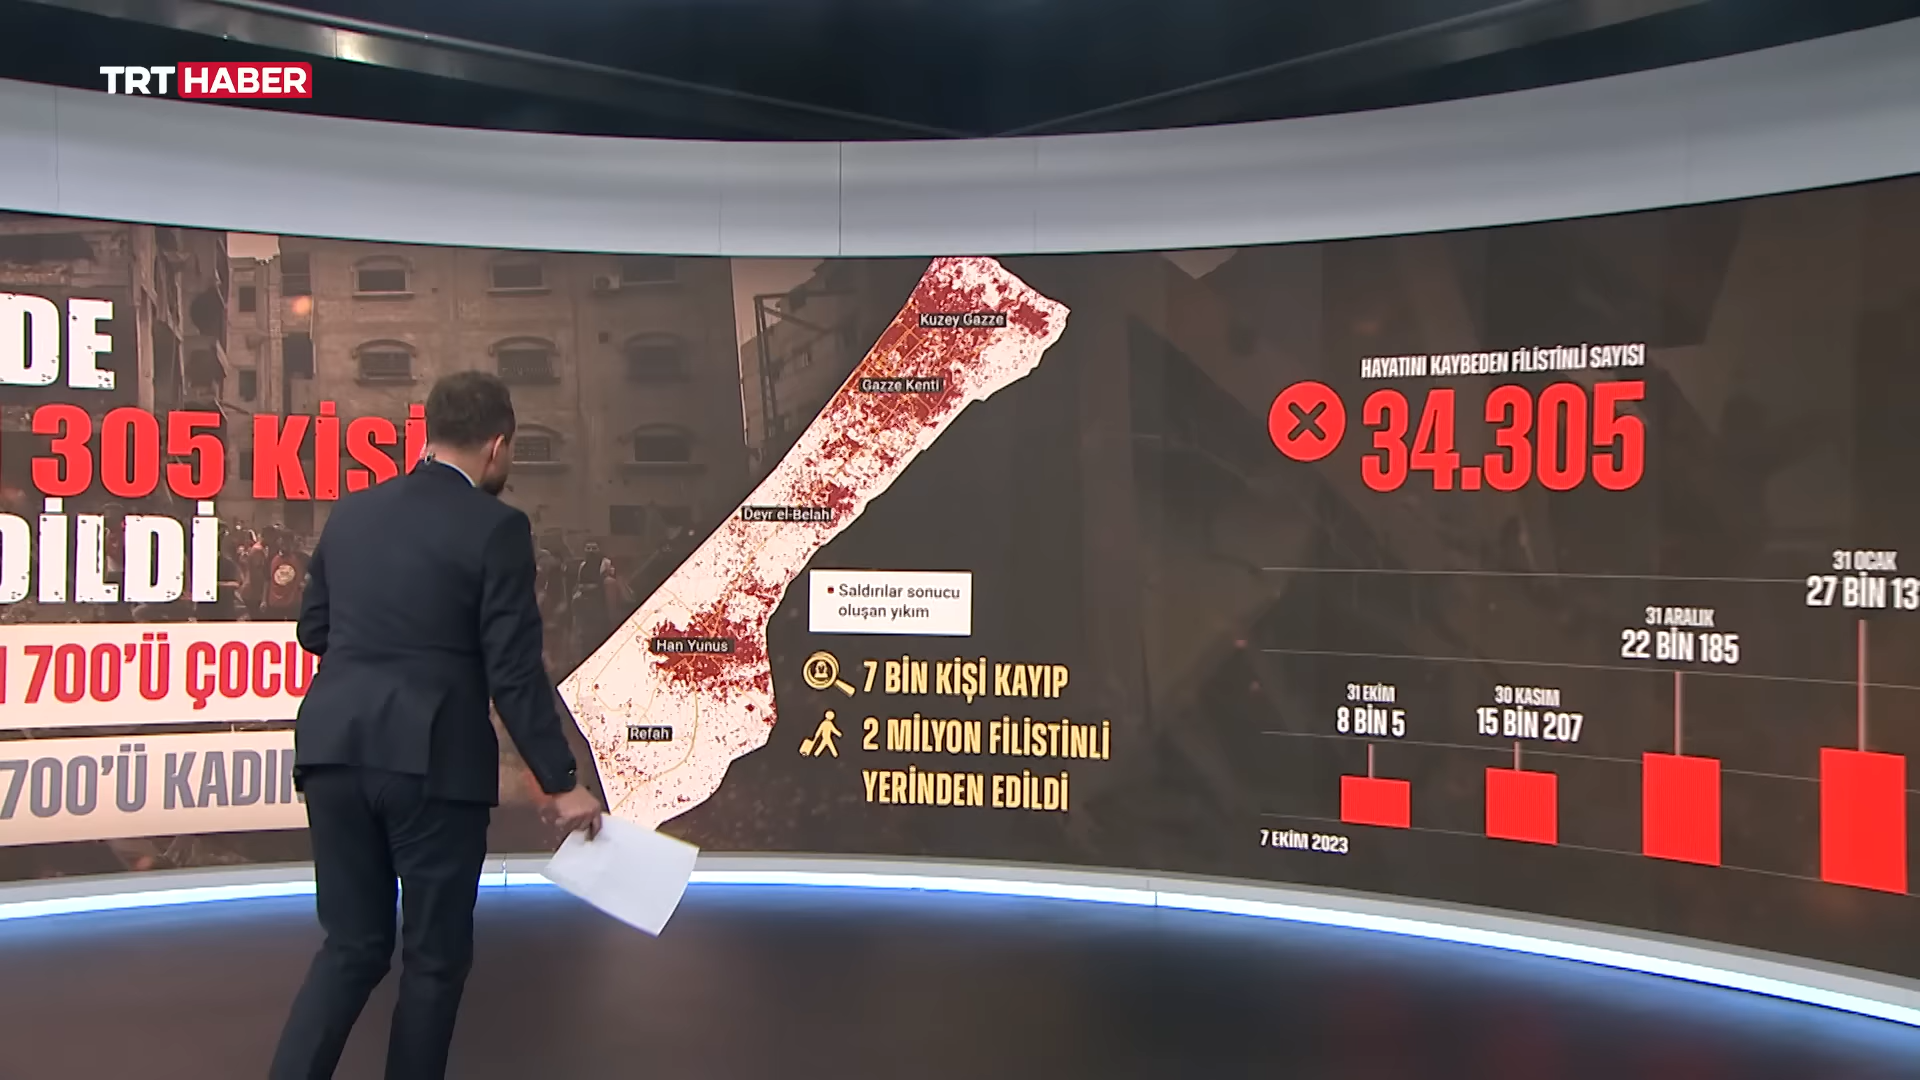 TRT HABER
DE
305 KİŞİ
DİLDİ
700'Ü
700'Ü
Kuzey Gazze
Gazze Kenti
Deyr el-Belah
Han Yunus
Refah
• Saldırılar sonucu
oluşan yıkım
7 BİN KİŞİ KAYIP
2 MİLYON FİLİSTİNLİ
YERİNDEN EDİLDİ
HAYATINI KAYBEDEN FİLİSTİNLİ SAYISI
34.305
31 OCAK
27 BİN 13
31 ARALIK
22 BİN 185
30 KASIM
15 BİN 207
31 EKİM
8 BİN 5
7 EKİM 2023